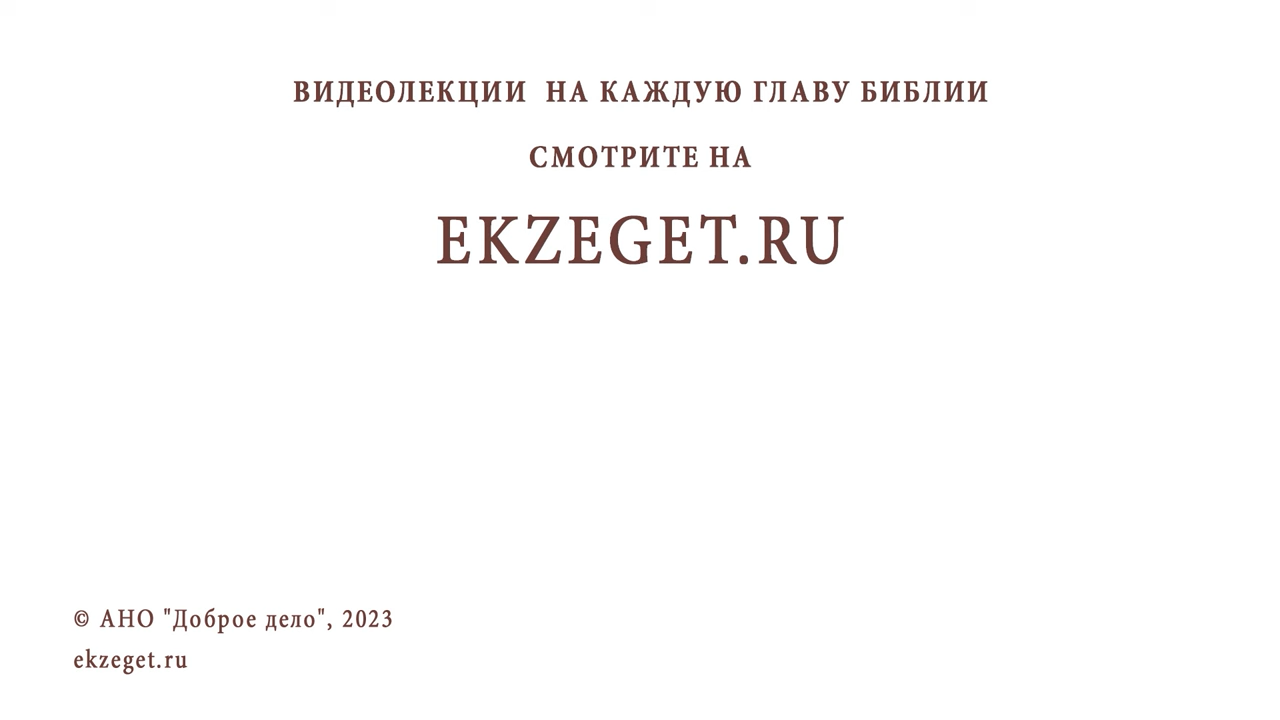 ВИДЕОЛЕКЦИИ НА КАЖДУЮ ГЛАВУ БИБЛИИ
СМОТРИТЕ НА
EKZEGET.RU
© АНО "Доброе дело", 2023
ekzeget.ru